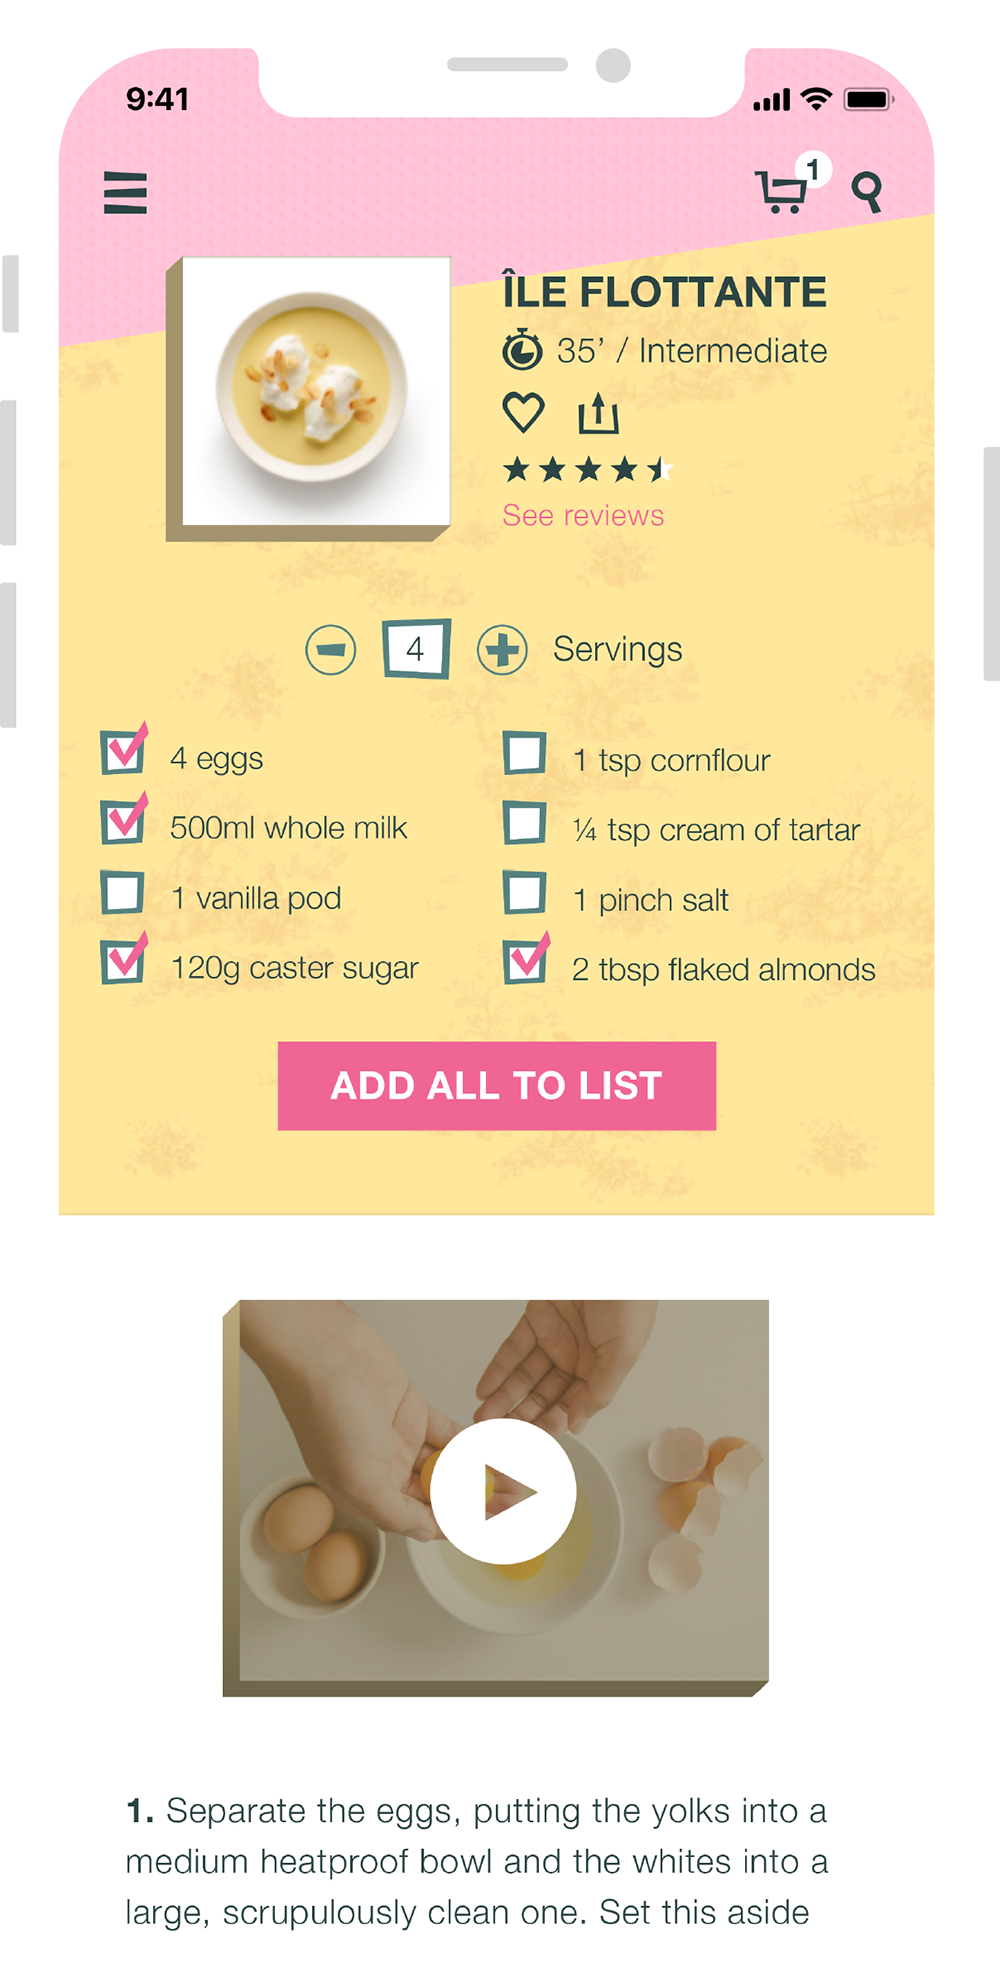 9:41
1
ÎLE FLOTTANTE
35’ / Intermediate
See reviews
4 Servings
4 eggs
500ml whole milk
1 vanilla pod
120g caster sugar
1 tsp cornflour
¼ tsp cream of tartar
1 pinch salt
2 tbsp flaked almonds
ADD ALL TO LIST
1. Separate the eggs, putting the yolks into a
medium heatproof bowl and the whites into a
large, scrupulously clean one. Set this aside